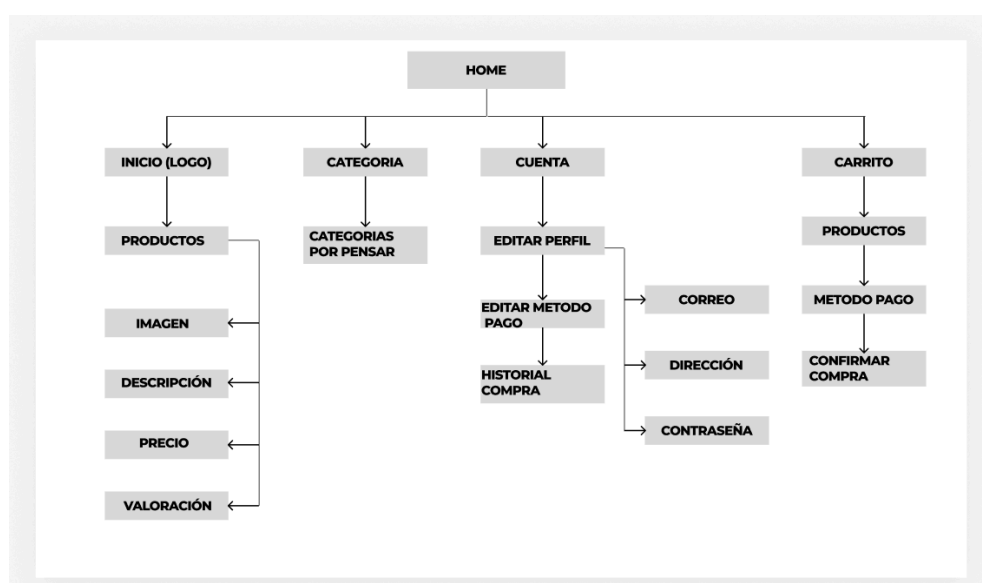 HOME
INICIO (LOGO)
CATEGORIA
CUENTA
CARRITO
PRODUCTOS
CATEGORIAS
POR PENSAR
EDITAR PERFIL
PRODUCTOS
IMAGEN
EDITAR METODO
PAGO
CORREO
METODO PAGO
DESCRIPCIÓN
HISTORIAL
COMPRA
DIRECCIÓN
CONFIRMAR
COMPRA
PRECIO
CONTRASEÑA
VALORACIÓN